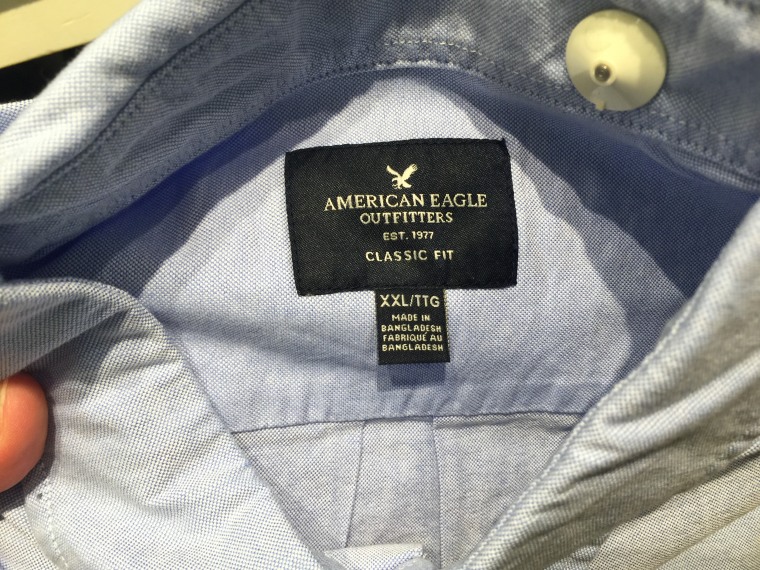 AMERICAN EAGLE
OUTFITTERS
EST. 1977
CLASSIC FIT
XXL/TTG
MADE IN
BANGLADESH
FABRIQUÉ AU
BANGLADESH